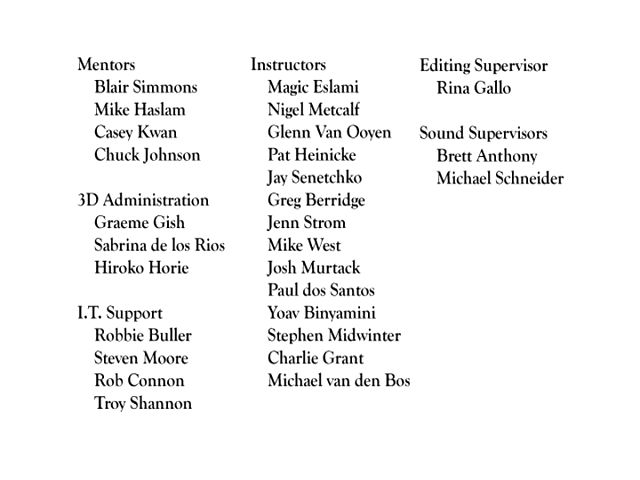 Mentors
Blair Simmons
Mike Haslam
Casey Kwan
Chuck Johnson
3D Administration
Graeme Gish
Sabrina de los Rios
Hiroko Horie
I.T. Support
Robbie Buller
Steven Moore
Rob Connon
Troy Shannon
Instructors
Magic Eslami
Nigel Metcalf
Glenn Van Ooyen
Pat Heinicke
Jay Senetchko
Greg Berridge
Jenn Strom
Mike West
Josh Murtack
Paul dos Santos
Yoav Binyamini
Stephen Midwinter
Charlie Grant
Michael van den Bos
Editing Supervisor
Rina Gallo
Sound Supervisors
Brett Anthony
Michael Schneider